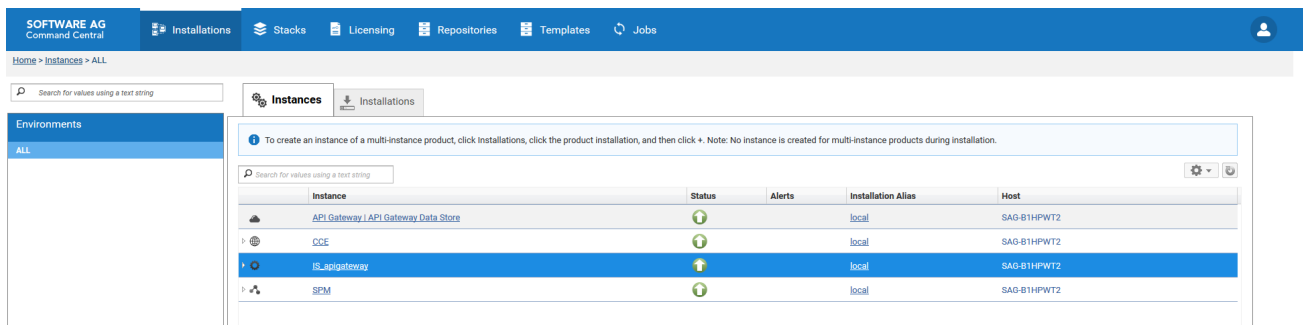 SOFTWARE AG
Command Central
Installations
Stacks
Licensing
Repositories
Templates
Jobs
Home > Instances > ALL
Search for values using a text string
Environments
ALL
Instances
Installations
To create an instance of a multi-instance product, click Installations, click the product installation, and then click +. Note: No instance is created for multi-instance products during installation.
Search for values using a text string
Instance Status Alerts Installation Alias Host
API Gateway | API Gateway Data Store local SAG-B1HPWT2
CCE local SAG-B1HPWT2
IS_apigateway local SAG-B1HPWT2
SPM local SAG-B1HPWT2